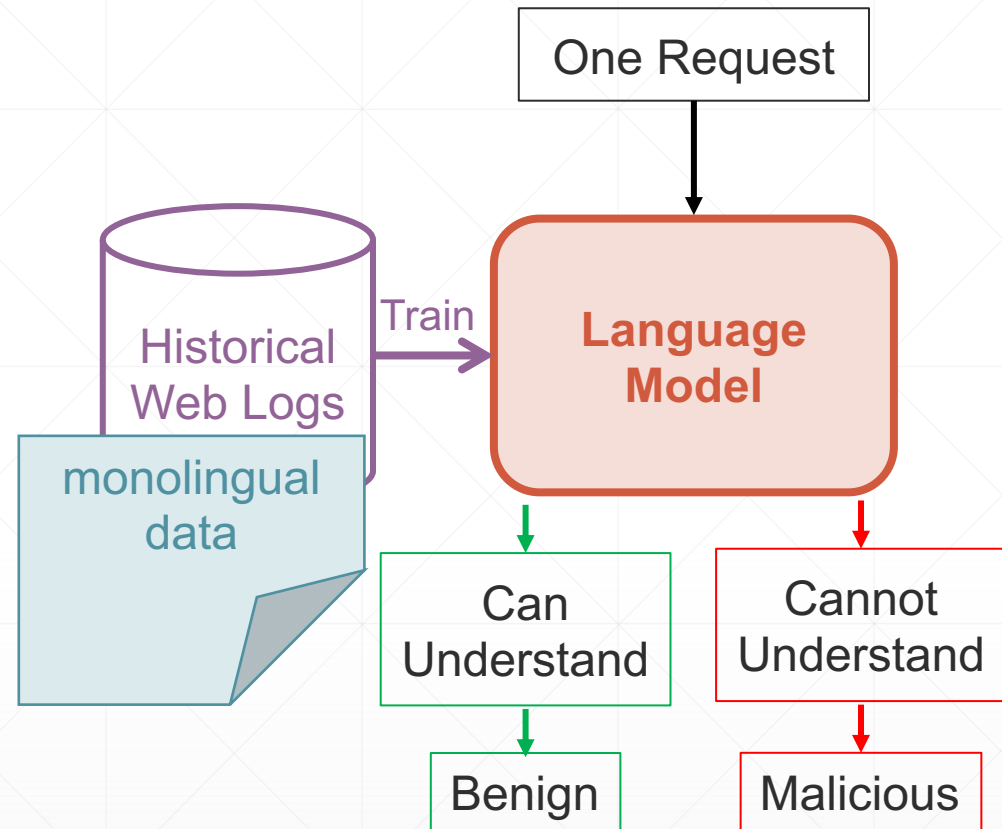 One Request
Train
Historical
Web Logs
Language
Model
monolingual
data
Can
Understand
Cannot
Understand
Benign
Malicious